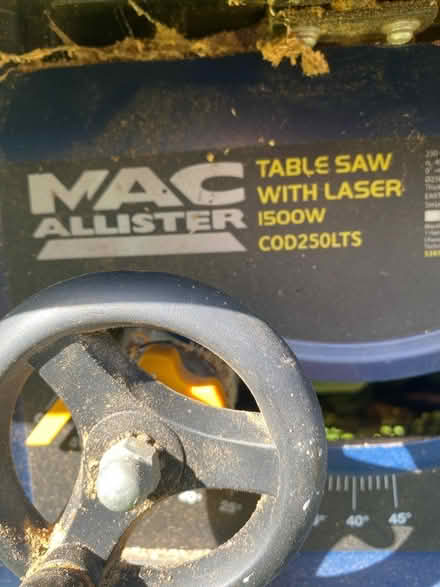 MAC
ALLISTER
TABLE SAW
WITH LASER
1500W
COD250LTS
40° 45°